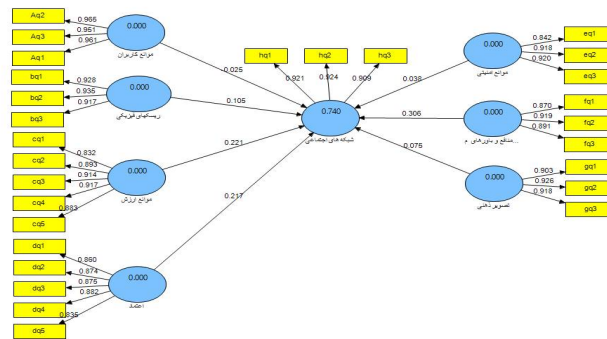 Aq2
0.965
Aq3
0.951
Aq1
0.961
0.000
موانع کاربران
0.025
bq1
0.928
bq2
0.935
bq3
0.917
0.000
ریسکهای فیزیکی
0.105
cq1
0.832
cq2
0.893
cq3
0.914
cq4
0.917
cq5
0.883
0.000
موانع ارزش
0.221
dq1
0.860
dq2
0.874
dq3
0.875
dq4
0.882
dq5
0.835
0.000
اعتماد
0.217
hq1
hq2
hq3
0.921
0.924
0.909
0.740
شبکه های اجتماعی
eq1
0.842
eq2
0.918
eq3
0.920
0.000
موانع امنیتی
0.038
fq1
0.870
fq2
0.919
fq3
0.891
0.000
منافع و باورهای م...
0.306
gq1
0.903
gq2
0.926
gq3
0.918
0.000
تصویر ذهنی
0.075